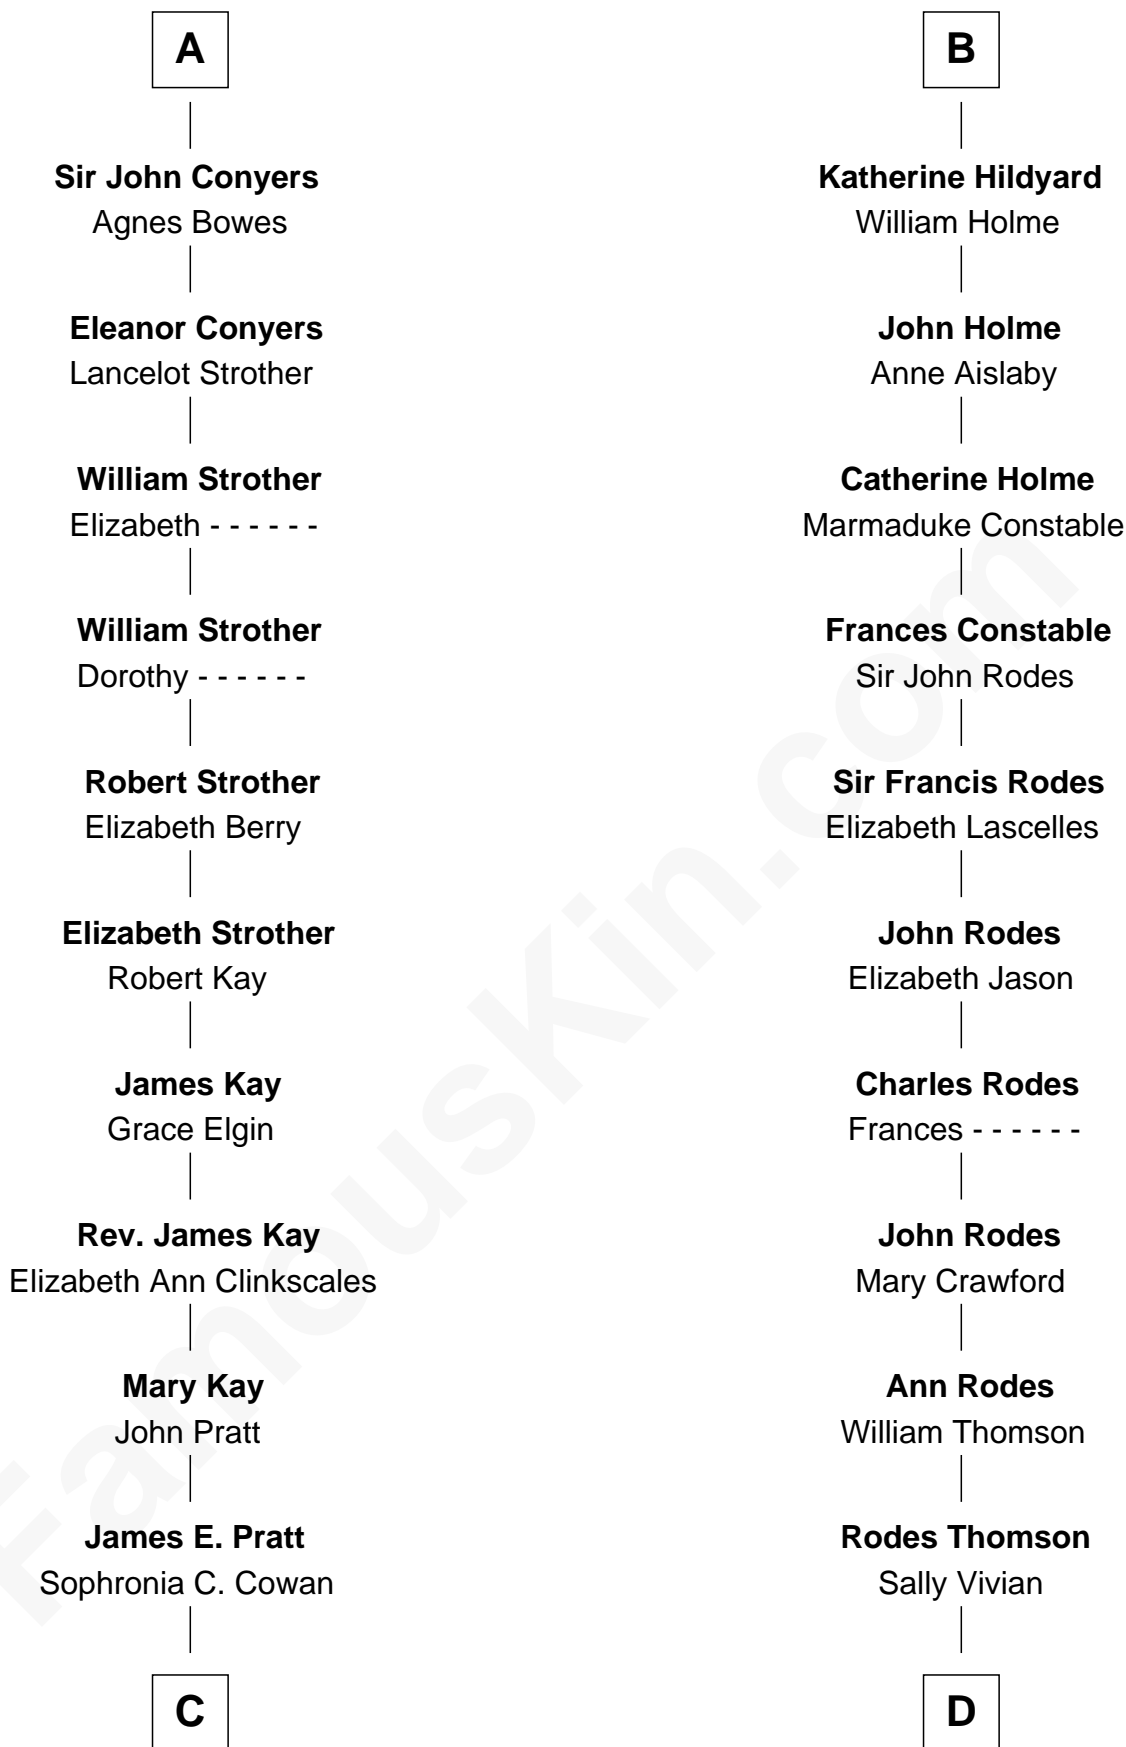 A
Sir John Conyers
Agnes Bowes
Eleanor Conyers
Lancelot Strother
William Strother
Elizabeth - - - - - -
William Strother
Dorothy - - - - - -
Robert Strother
Elizabeth Berry
Elizabeth Strother
Robert Kay
James Kay
Grace Elgin
Rev. James Kay
Elizabeth Ann Clinkscales
Mary Kay
John Pratt
James E. Pratt
Sophronia C. Cowan
C
B
Katherine Hildyard
William Holme
John Holme
Anne Aislaby
Catherine Holme
Marmaduke Constable
Frances Constable
Sir John Rodes
Sir Francis Rodes
Elizabeth Lascelles
John Rodes
Elizabeth Jason
Charles Rodes
Frances - - - - - -
John Rodes
Mary Crawford
Ann Rodes
William Thomson
Rodes Thomson
Sally Vivian
D
FamousKin.com